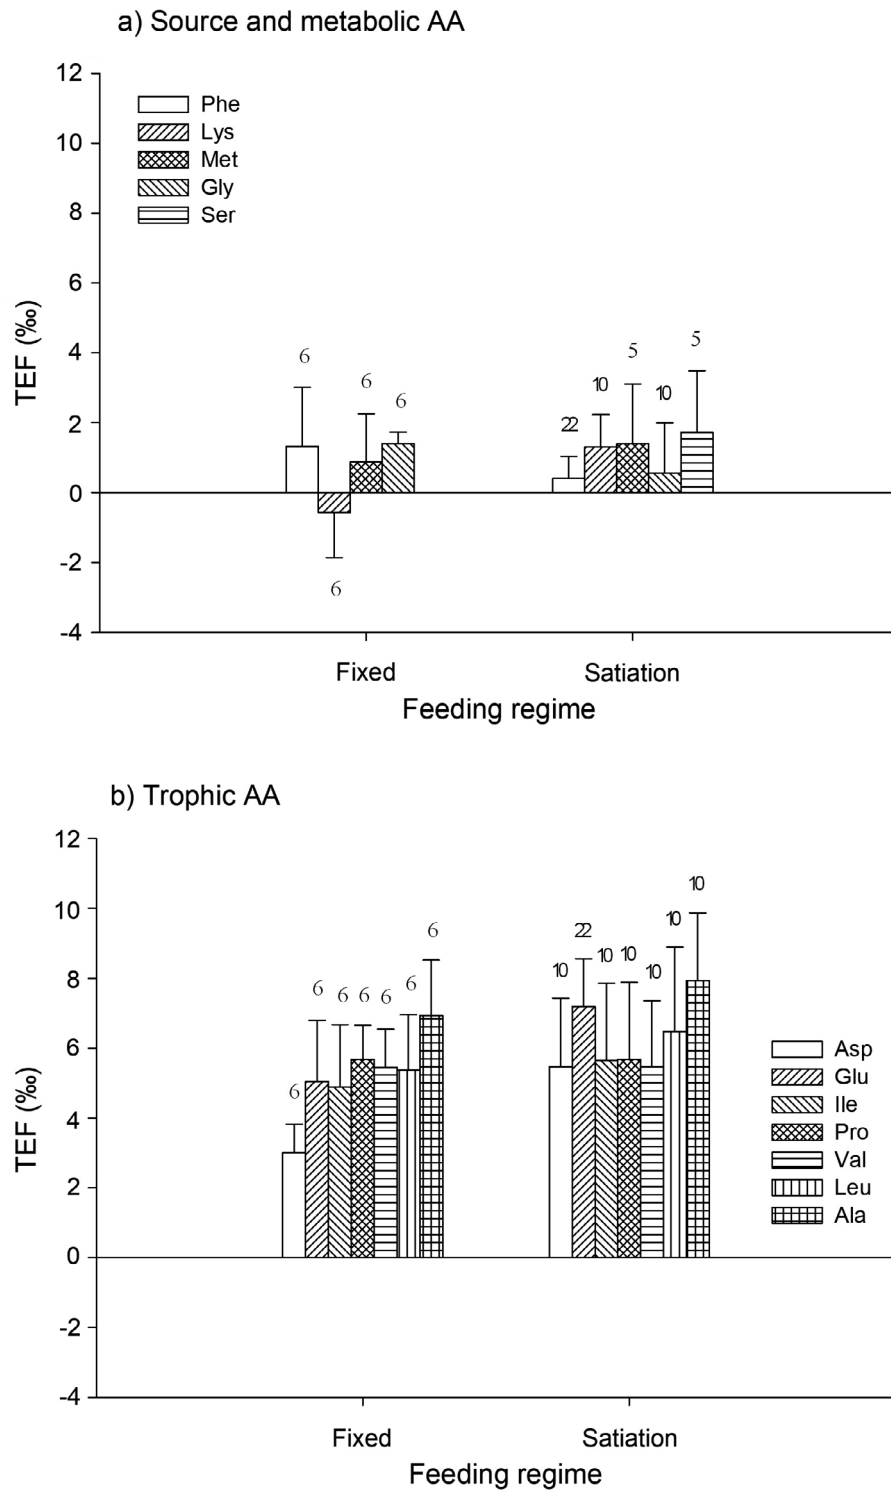 a) Source and metabolic AA
12
10
8
6
4
2
0
-2
-4
TEF (‰)
Phe
Lys
Met
Gly
Ser
6
6
6
6
22
10
5
10
5
Fixed
Satiation
Feeding regime
b) Trophic AA
12
10
8
6
4
2
0
-2
-4
TEF (‰)
6
6
6
6
6
6
6
10
22
10
10
10
10
10
Asp
Glu
Ile
Pro
Val
Leu
Ala
Fixed
Satiation
Feeding regime